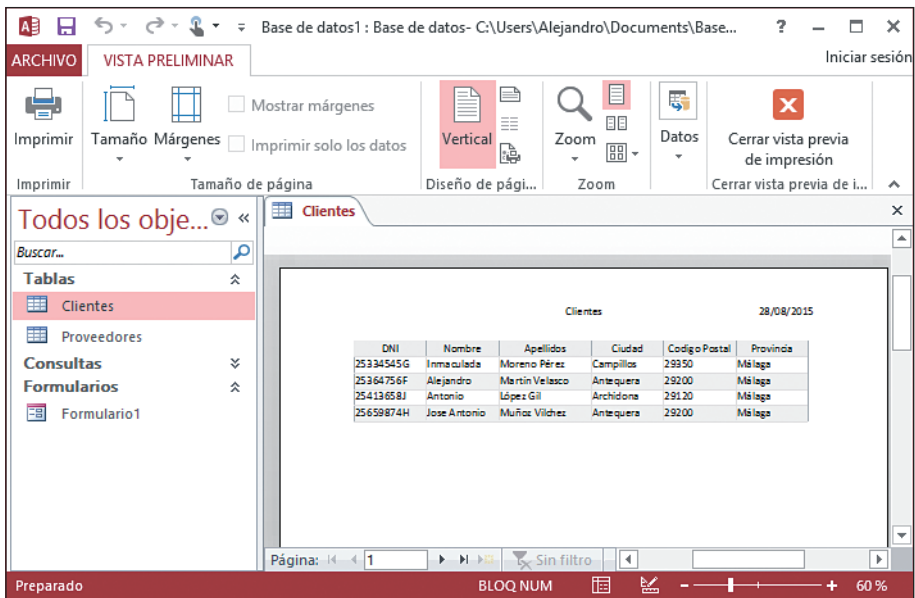 Base de datos1 : Base de datos- C:\Users\Alejandro\Documents\Base... ?
ARCHIVO VISTA PRELIMINAR Iniciar sesión
Mostrar márgenes
Imprimir Tamaño Márgenes Imprimir solo los datos Vertical Zoom Datos Cerrar vista previa
de impresión
Imprimir Tamaño de página Diseño de pági... Zoom Cerrar vista previa de i...
Todos los obje... «
Buscar...
Tablas
Clientes
Proveedores
Consultas
Formularios
Formulario1
Clientes
Clientes 28/08/2015
DNI Nombre Apellidos Ciudad Codigo Postal Provincia
25334545G Inmaculada Moreno Pérez Campillos 29350 Málaga
25364756F Alejandro Martin Velasco Antequera 29200 Málaga
25413658J Antonio López Gil Archidona 29120 Málaga
25659874H Jose Antonio Muñoz Vilchez Antequera 29200 Málaga
Página: 1 Sin filtro
Preparado BLOQ NUM 60 %